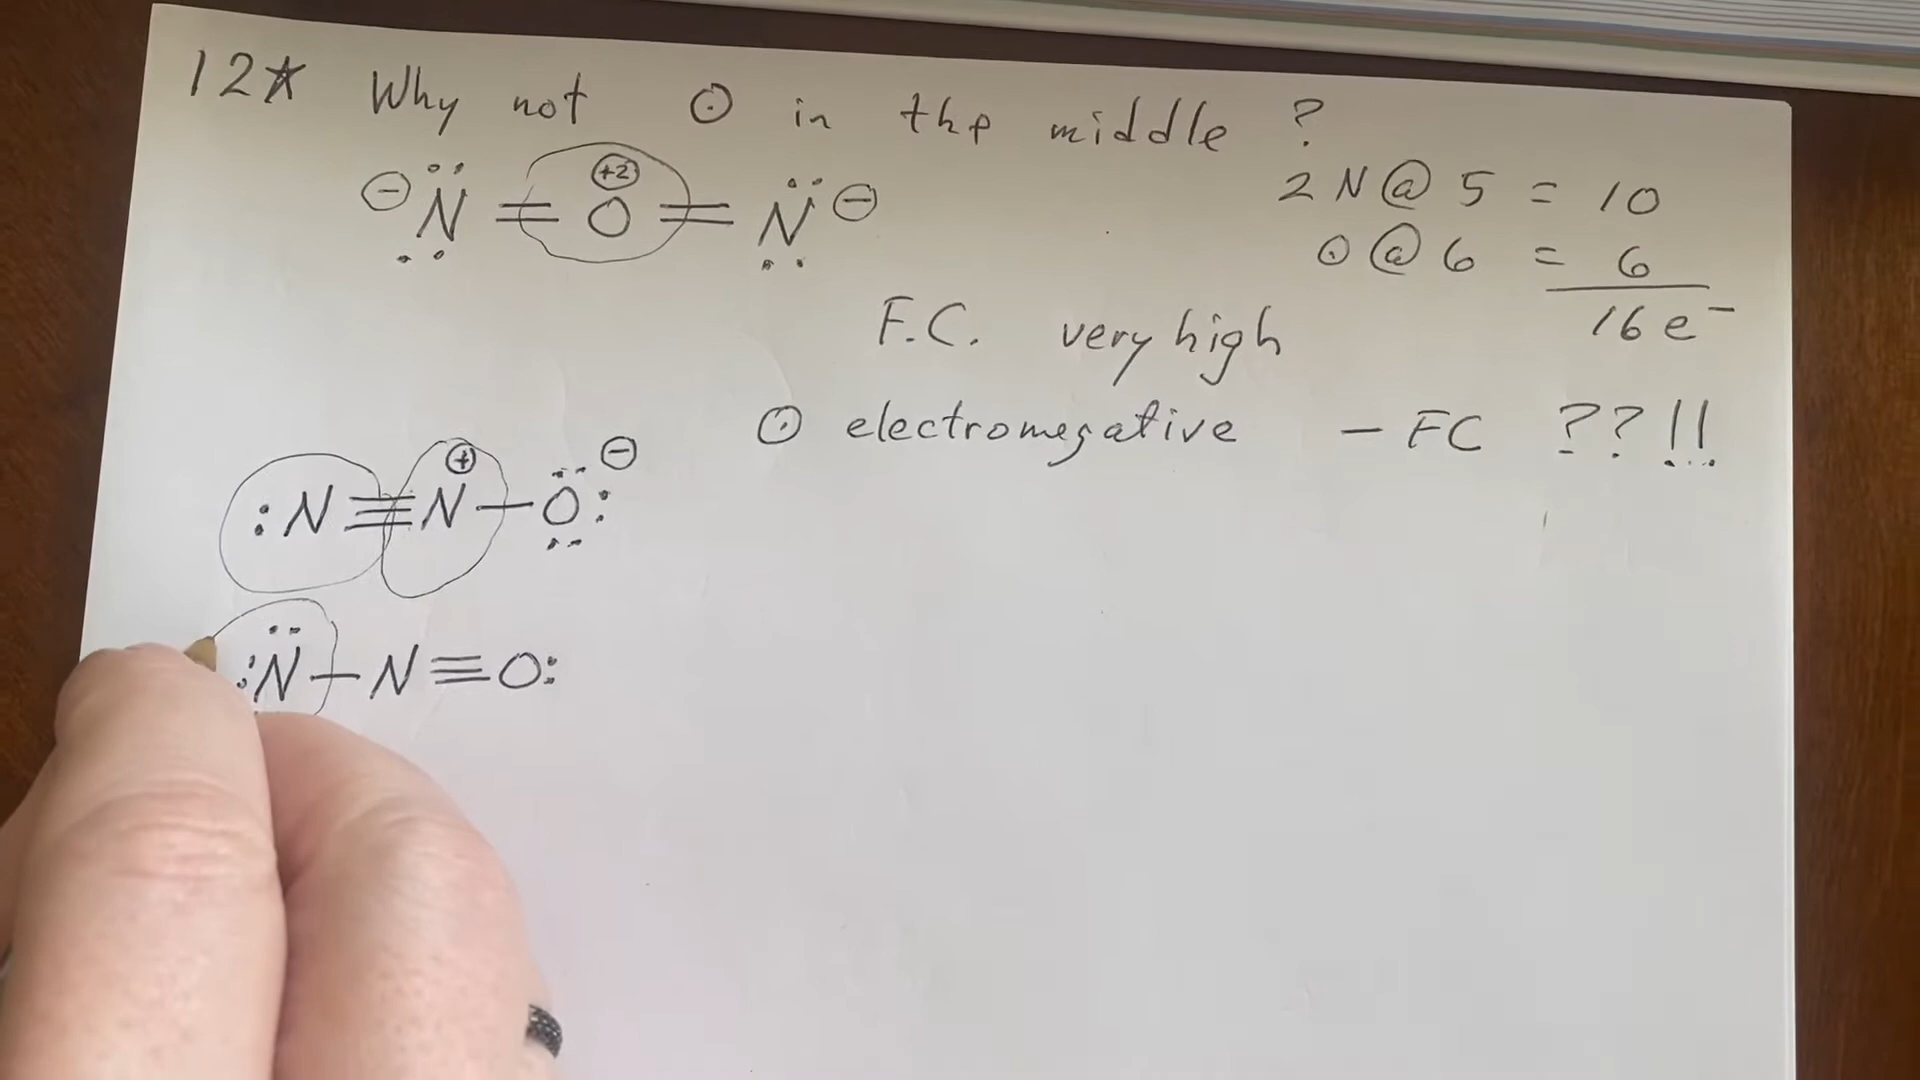 12* Why not O in the middle ?
⊖ N = O = N ⊖
+2
2 N @ 5 = 10
O @ 6 = 6
16 e⁻
F.C. very high
O electronegative - FC ??!!
:N≡N-O: ⊖
+
:N-N≡O: